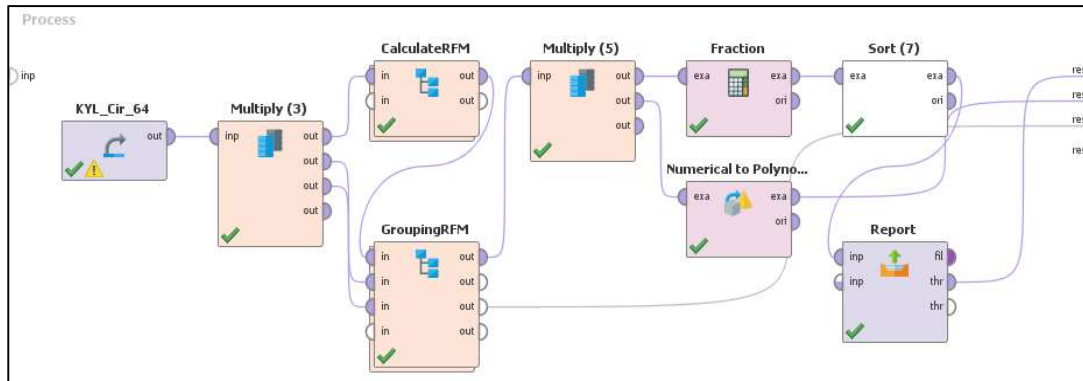 Process
inp
KYL_Cir_64
out
Multiply (3)
inp
out
out
out
out
CalculateRFM
in
out
in
out
GroupingRFM
in
out
in
out
in
out
in
out
Multiply (5)
inp
out
out
out
Fraction
exa
exa
ori
Numerical to Polyno...
exa
exa
ori
Sort (7)
exa
exa
ori
Report
inp
fil
inp
thr
thr
res
res
res
res